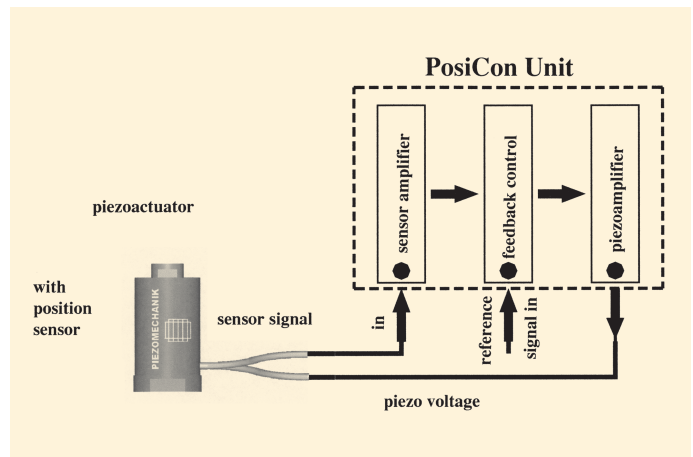 PosiCon Unit
sensor amplifier
feedback control
piezoamplifier
piezoactuator
with
position
sensor
PIEZOMECHANIK
sensor signal
in
reference
signal in
piezo voltage